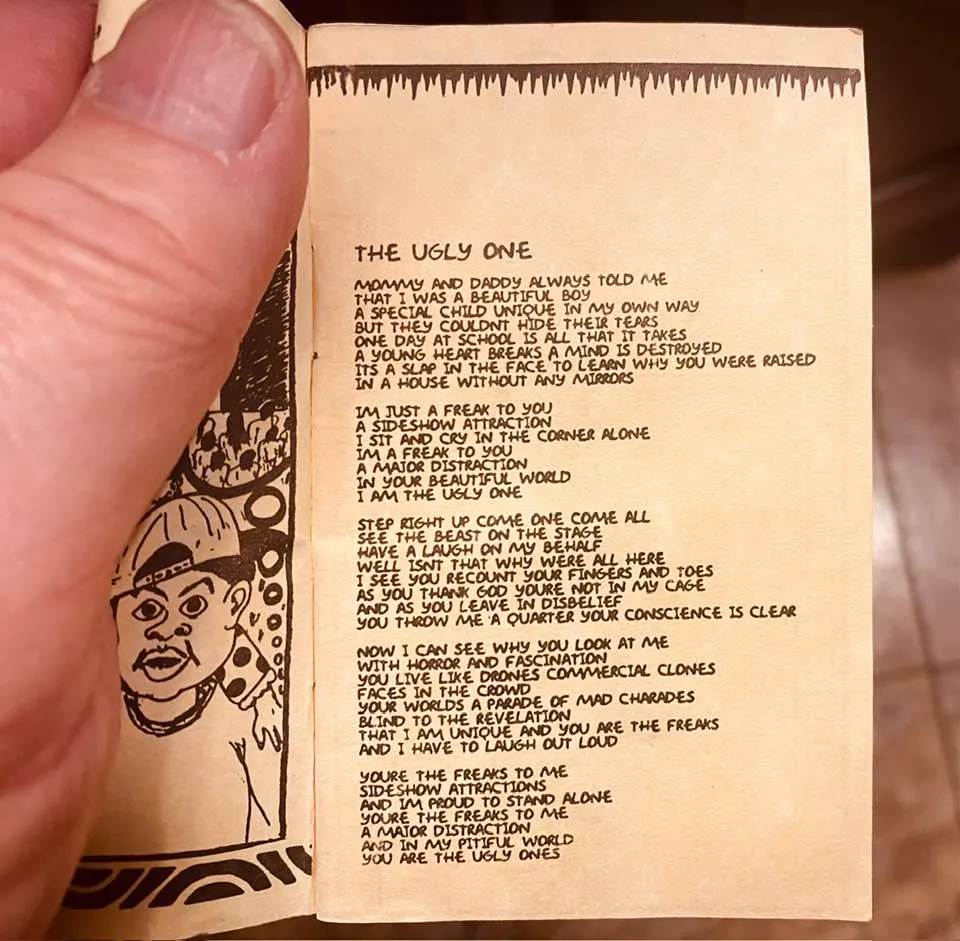 THE UGLY ONE
MOMMY AND DADDY ALWAYS TOLD ME
THAT I WAS A BEAUTIFUL BOY
A SPECIAL CHILD UNIQUE IN MY OWN WAY
BUT THEY COULDNT HIDE THEIR TEARS
ONE DAY AT SCHOOL IS ALL THAT IT TAKES
A YOUNG HEART BREAKS A MIND IS DESTROYED
ITS A SLAP IN THE FACE TO LEARN WHY YOU WERE RAISED
IN A HOUSE WITHOUT ANY MIRRORS
IM JUST A FREAK TO YOU
A SIDESHOW ATTRACTION
I SIT AND CRY IN THE CORNER ALONE
IM A FREAK TO YOU
A MAJOR DISTRACTION
IN YOUR BEAUTIFUL WORLD
I AM THE UGLY ONE
STEP RIGHT UP COME ONE COME ALL
SEE THE BEAST ON THE STAGE
HAVE A LAUGH ON MY BEHALF
WELL ISNT THAT WHY WERE ALL HERE
I SEE YOU RECOUNT YOUR FINGERS AND TOES
AS YOU THANK GOD YOURE NOT IN MY CAGE
AND AS YOU LEAVE IN DISBELIEF
YOU THROW ME A QUARTER YOUR CONSCIENCE IS CLEAR
NOW I CAN SEE WHY YOU LOOK AT ME
WITH HORROR AND FASCINATION
YOU LIVE LIKE DRONES COMMERCIAL CLONES
FACES IN THE CROWD
YOUR WORLDS A PARADE OF MAD CHARADES
BLIND TO THE REVELATION
THAT I AM UNIQUE AND YOU ARE THE FREAKS
AND I HAVE TO LAUGH OUT LOUD
YOURE THE FREAKS TO ME
SIDESHOW ATTRACTIONS
AND IM PROUD TO STAND ALONE
YOURE THE FREAKS TO ME
A MAJOR DISTRACTION
AND IN MY PITIFUL WORLD
YOU ARE THE UGLY ONES